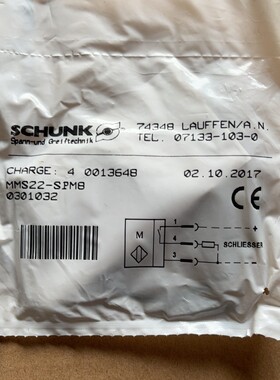 SCHUNK
Spann-und Greiftechnik
74348 LAUFFEN/A.N.
TEL. 07133-103-0
CHARGE: 4 0013648
02.10.2017
MMS22-SPM8
0301032
M
1
+
4
SCHLIESSER
3
-